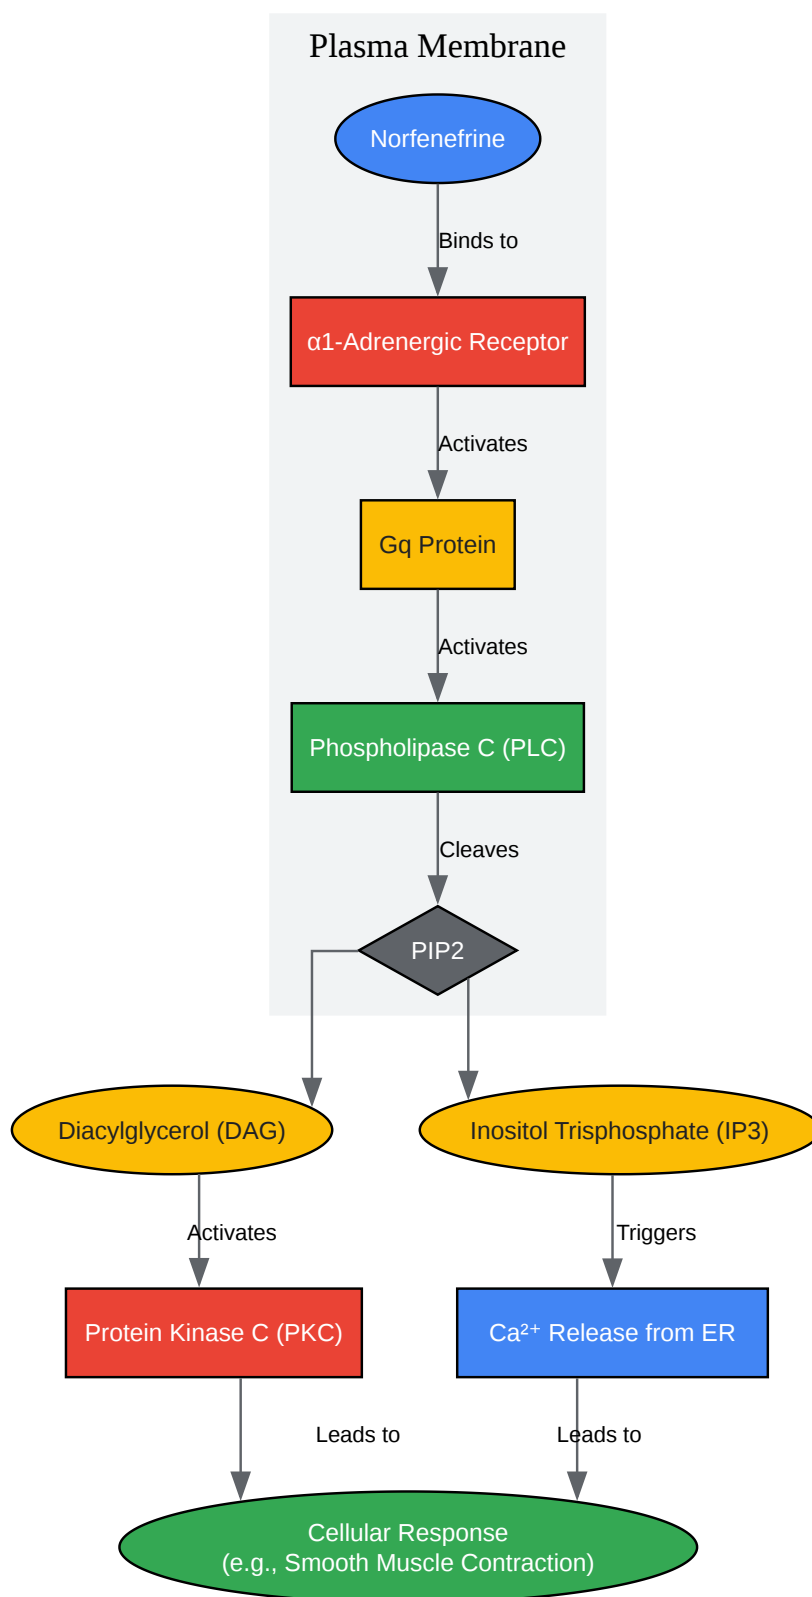 Plasma Membrane
Norfenefrine
Binds to
α1-Adrenergic Receptor
Activates
Gq Protein
Activates
Phospholipase C (PLC)
Cleaves
PIP2
Diacylglycerol (DAG)
Inositol Trisphosphate (IP3)
Activates
Triggers
Protein Kinase C (PKC)
Ca²⁺ Release from ER
Leads to
Leads to
Cellular Response
(e.g., Smooth Muscle Contraction)